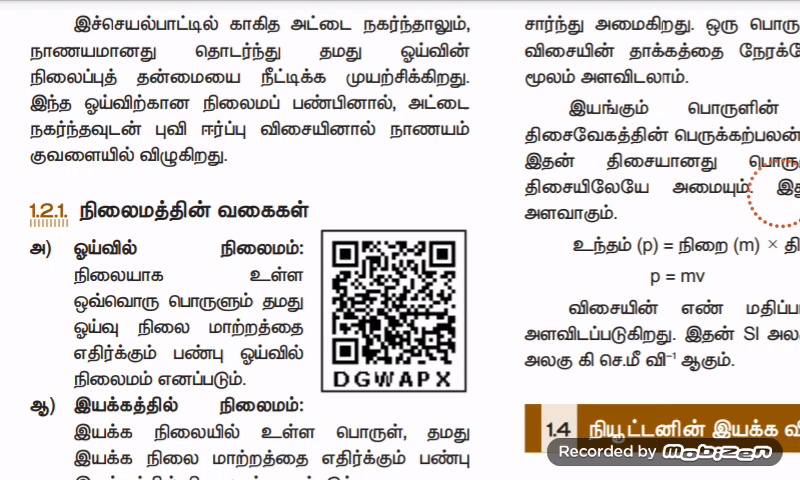 இச்செயல்பாட்டில் காகித அட்டை நகர்ந்தாலும்,
நாணயமானது தொடர்ந்து தமது ஓய்வின்
நிலைப்புத் தன்மையை நீட்டிக்க முயற்சிக்கிறது.
இந்த ஓய்விற்கான நிலைமப் பண்பினால், அட்டை
நகர்ந்தவுடன் புவி ஈர்ப்பு விசையினால் நாணயம்
குவளையில் விழுகிறது.
1.2.1. நிலைமத்தின் வகைகள்
அ) ஓய்வில் நிலைமம்:
நிலையாக உள்ள
ஒவ்வொரு பொருளும் தமது
ஓய்வு நிலை மாற்றத்தை
எதிர்க்கும் பண்பு ஓய்வில்
நிலைமம் எனப்படும்.
DGWAPX
ஆ) இயக்கத்தில் நிலைமம்:
இயக்க நிலையில் உள்ள பொருள், தமது
இயக்க நிலை மாற்றத்தை எதிர்க்கும் பண்பு
சார்ந்து அமைகிறது. ஒரு
விசையின் தாக்கத்தை
மூலம் அளவிடலாம்.
இயங்கும் பொருளின்
திசைவேகத்தின் பெருக்கற்பலன்
இதன் திசையானது
திசையிலேயே அமையும்.
அளவாகும்.
உந்தம் (p) = நிறை (m) ×
p = mv
விசையின் எண்
அளவிடப்படுகிறது. இதன் SI
அலகு கி செ.மீ வி⁻¹ ஆகும்.
1.4 நியூட்டனின் இயக்க
Recorded by mobizen